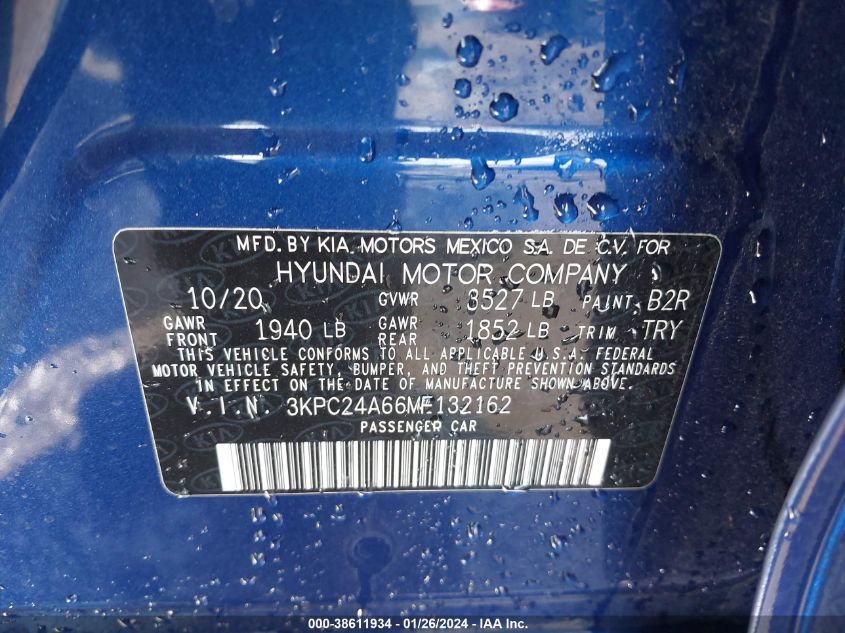 MFD. BY KIA MOTORS MEXICO S.A. DE C.V. FOR
HYUNDAI MOTOR COMPANY
10/20 GVWR 3527 LB PAINT B2R
GAWR FRONT 1940 LB GAWR REAR 1852 LB TRIM TRY
THIS VEHICLE CONFORMS TO ALL APPLICABLE U.S.A. FEDERAL
MOTOR VEHICLE SAFETY, BUMPER, AND THEFT PREVENTION STANDARDS
IN EFFECT ON THE DATE OF MANUFACTURE SHOWN ABOVE.
V.I.N. 3KPC24A66ME132162
PASSENGER CAR
000-38611934 - 01/26/2024 - IAA Inc.